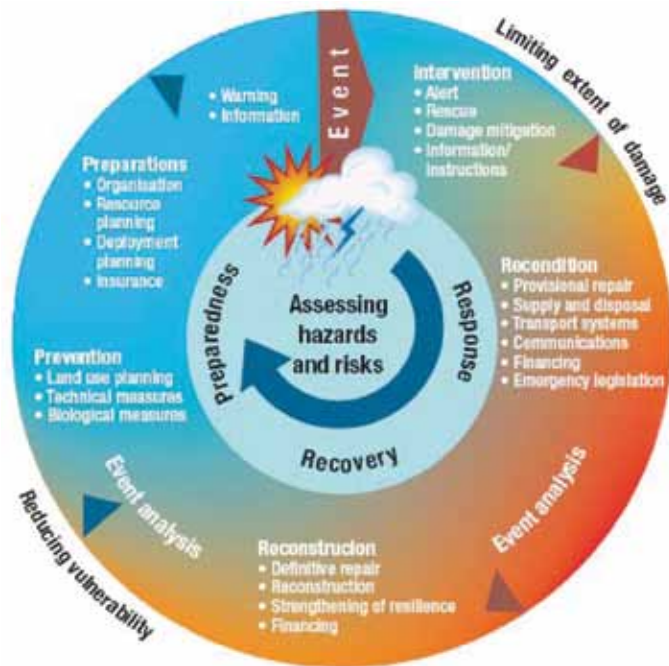 Event
Limiting extent of damage
Intervention
• Alert
• Rescue
• Damage mitigation
• Information/
Instructions
Recondition
• Provisional repair
• Supply and disposal
• Transport systems
• Communications
• Financing
• Emergency legislation
Event analysis
Reconstrucion
• Definitive repair
• Reconstruction
• Strengthening of resilience
• Financing
Event analysis
Reducing vulnerability
Prevention
• Land use planning
• Technical measures
• Biological measures
Preparations
• Organisation
• Resource
planning
• Deployment
planning
• Insurance
• Warning
• Information
Assessing
hazards
and risks
Response
Recovery
Preparedness